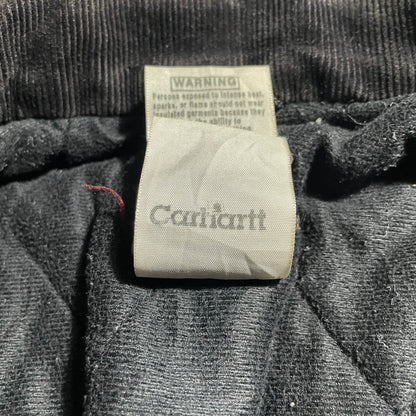 WARNING
Persons exposed to intense heat,
sparks, or flame should not wear
insulated garments because they
the ability to
Carhartt